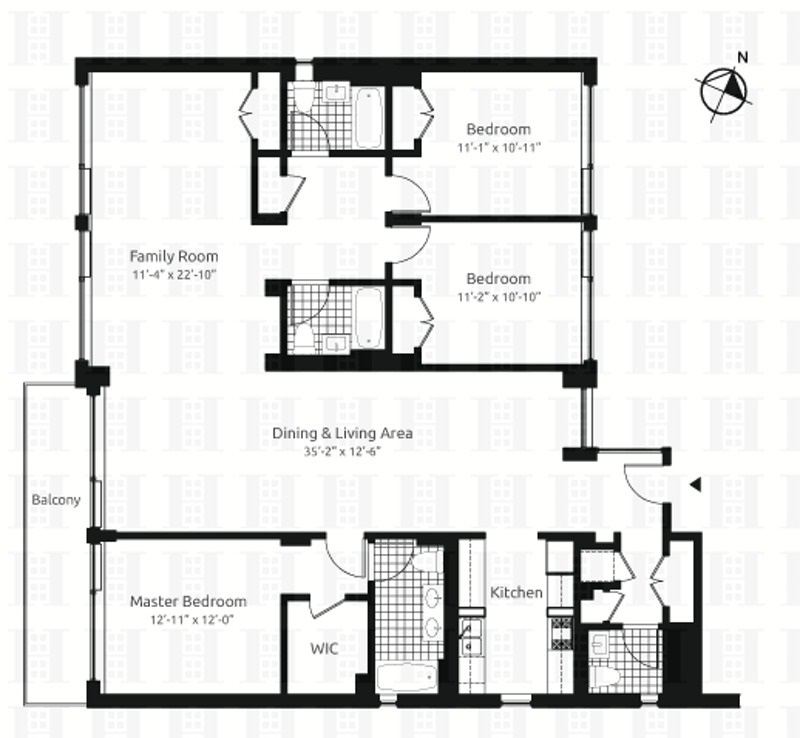 N
Bedroom
11'-1" x 10'-11"
Family Room
11'-4" x 22'-10"
Bedroom
11'-2" x 10'-10"
Dining & Living Area
35'-2" x 12'-6"
Balcony
Master Bedroom
12'-11" x 12'-0"
Kitchen
WIC